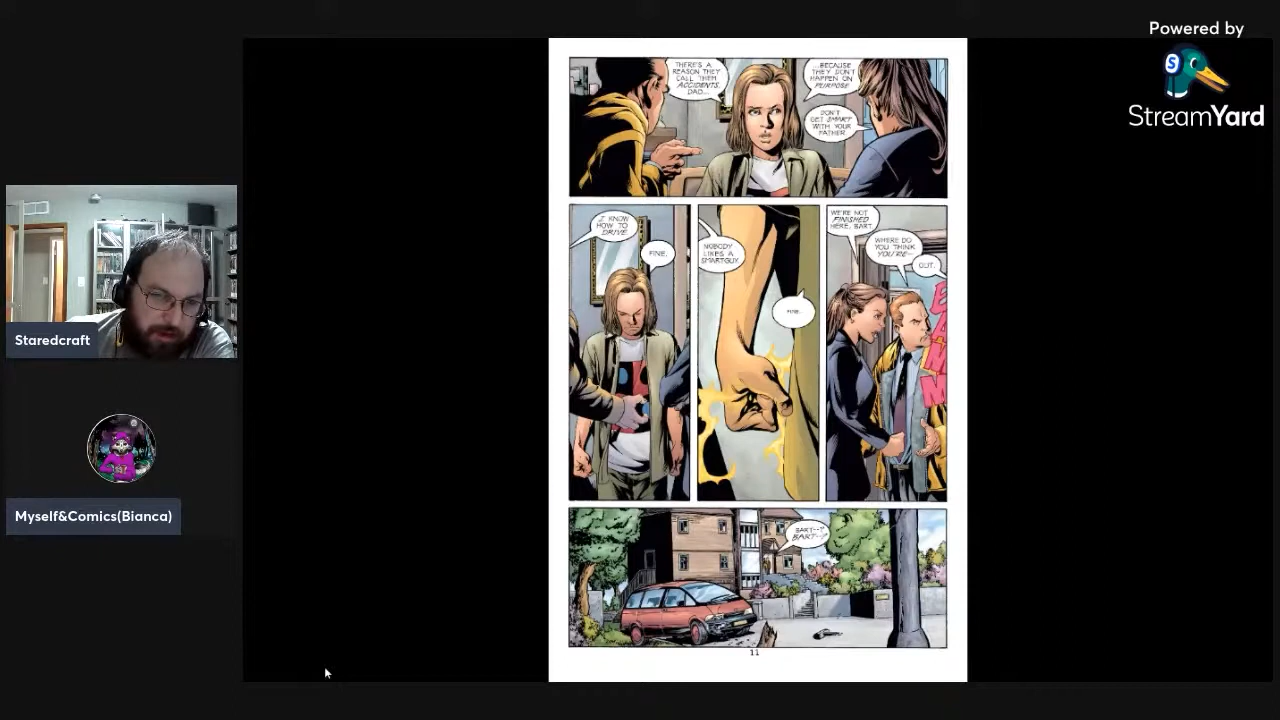 Powered by
StreamYard
THERE'S A
REASON THEY
CALL THEM
ACCIDENTS,
DAD...
...BECAUSE
THEY DON'T
HAPPEN ON
PURPOSE.
DON'T
GET SMART
WITH YOUR
FATHER.
I KNOW
HOW TO
DRIVE
FINE.
NOBODY
LIKES A
SMARTGUY.
FINE.
WE'RE NOT
FINISHED
HERE, BART.
WHERE DO
YOU THINK
YOU'RE--
OUT.
BART--?
BART--?
11
Staredcraft
Myself&Comics(Bianca)